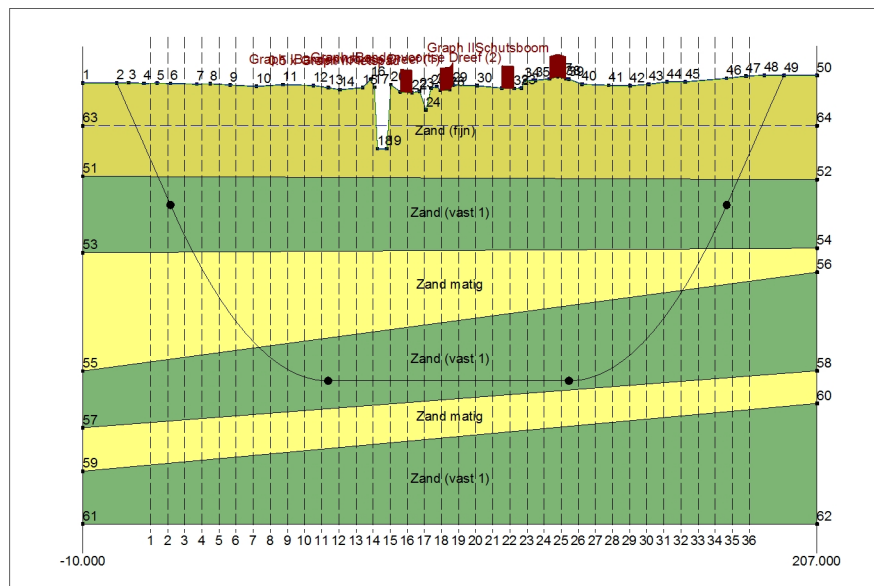 Graph II Schutsboom
Dreef (2)
1 2 3 4 5 6 7 8 9 10 11 12 13 14 15 16
24
29 30
34 35
40 41 42 43 44 45 46 47 48 49 50
63 64
Zand (fijn)
51 52
Zand (vast 1)
53 54
56
Zand matig
55
Zand (vast 1)
58
57
Zand matig
60
59
Zand (vast 1)
61 62
1 2 3 4 5 6 7 8 9 10 11 12 13 14 15 16 17 18 19 20 21 22 23 24 25 26 27 28 29 30 31 32 33 34 35 36
-10.000 207.000